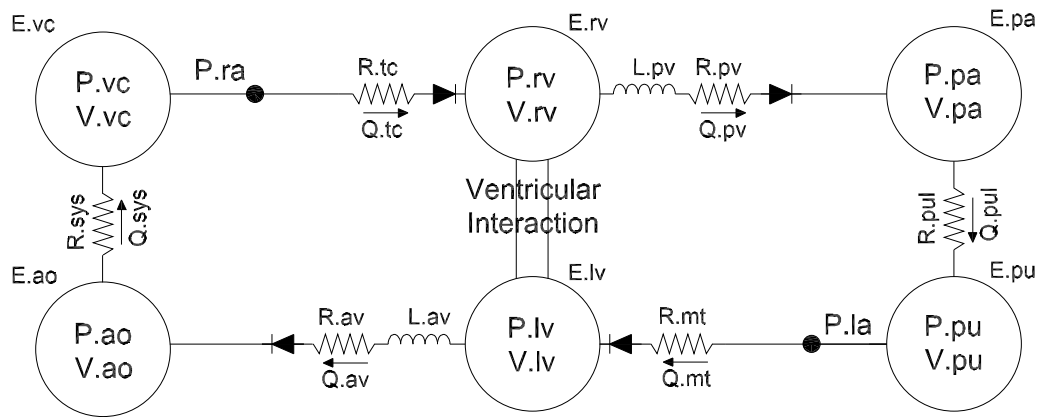 E.vc
E.rv
E.pa
P.vc
V.vc
P.ra
R.tc
Q.tc
P.rv
V.rv
L.pv
R.pv
Q.pv
P.pa
V.pa
R.sys
Q.sys
Ventricular
Interaction
R.pul
Q.pul
E.ao
E.lv
E.pu
P.ao
V.ao
R.av
Q.av
L.av
P.lv
V.lv
R.mt
Q.mt
P.la
P.pu
V.pu